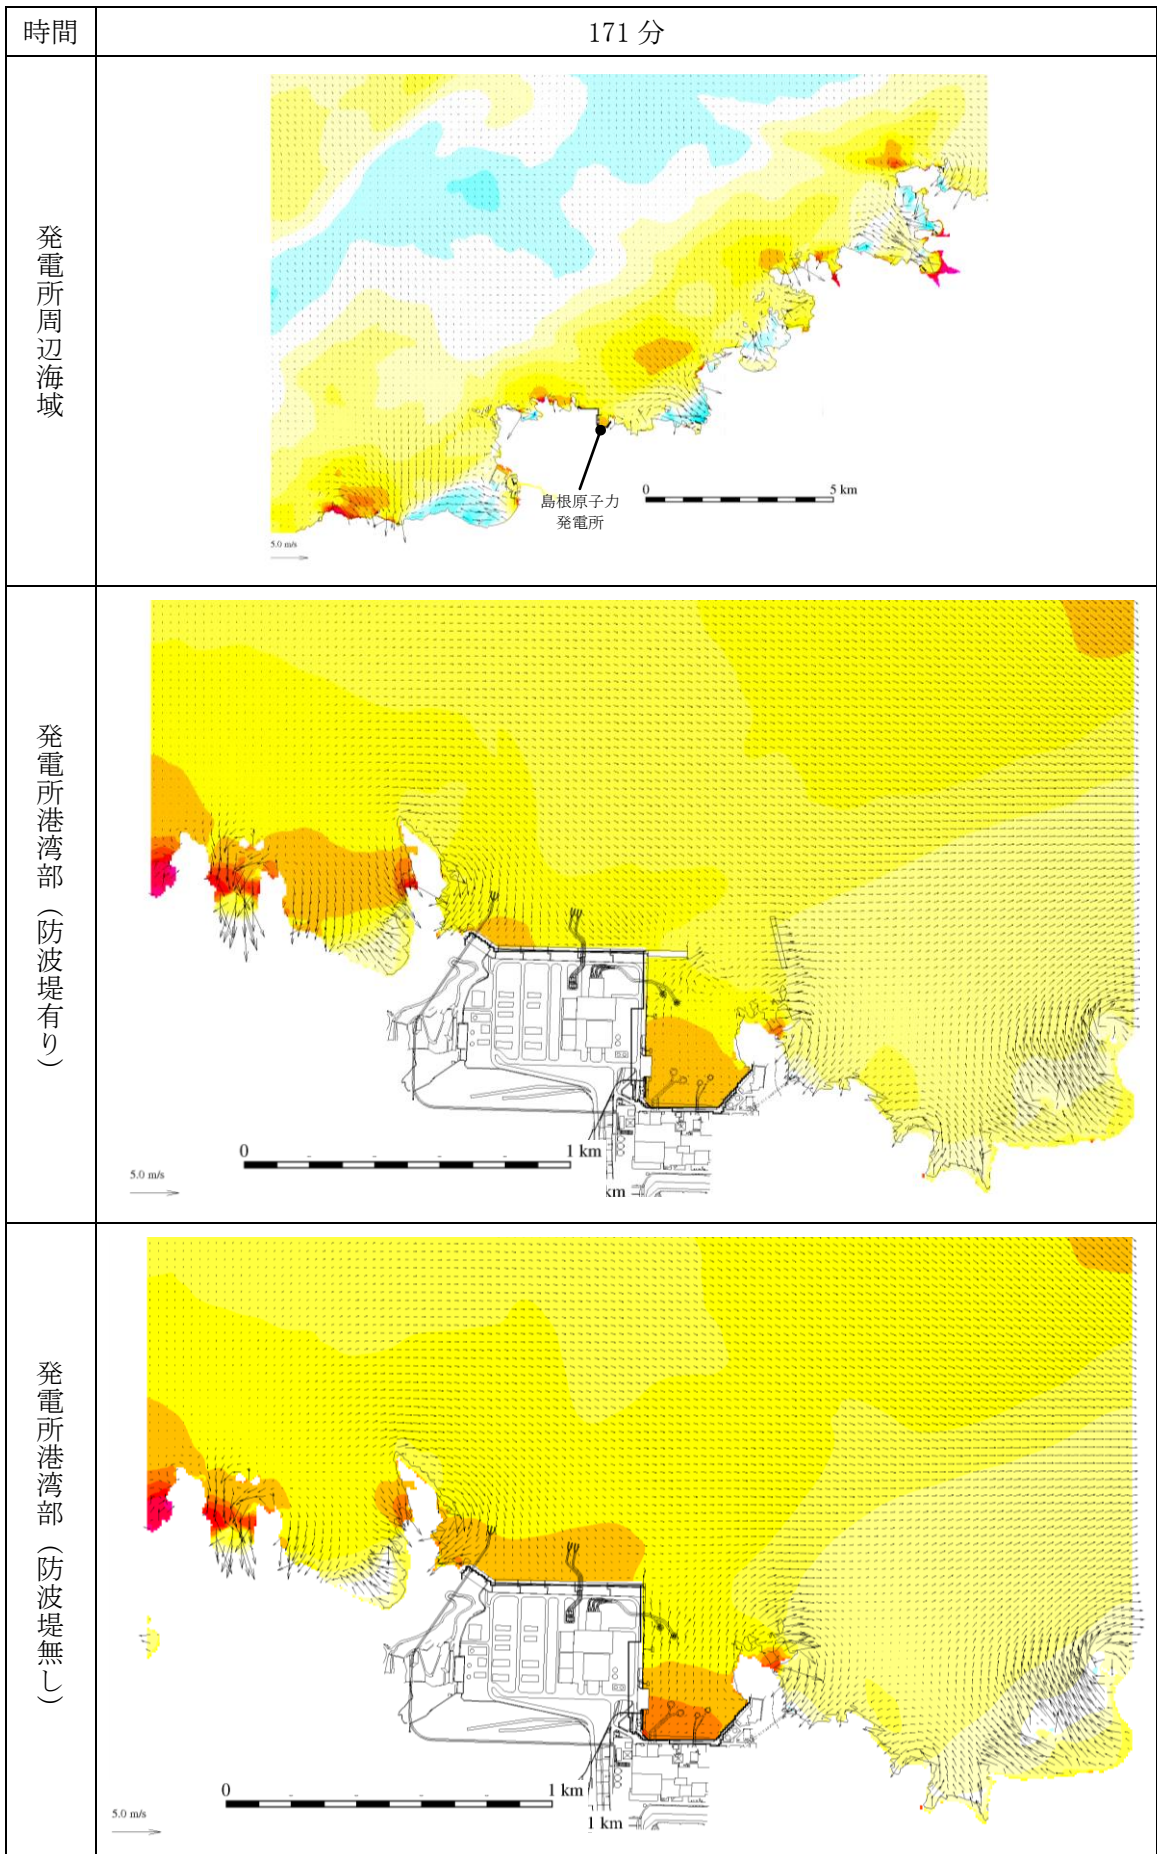 時間
171 分
発電所周辺海域
島根原子力
発電所
0
5 km
5.0 m/s
発電所港湾部（防波堤有り）
0
1 km
km
5.0 m/s
発電所港湾部（防波堤無し）
0
1 km
1 km
5.0 m/s